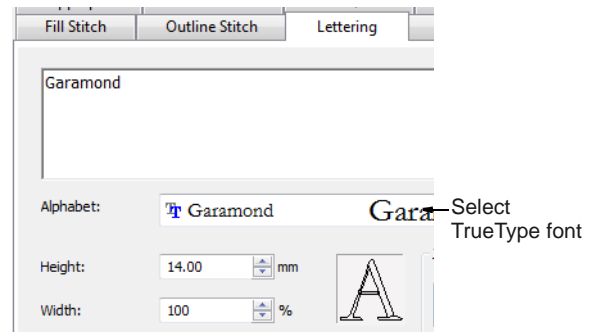 Fill Stitch Outline Stitch Lettering
Garamond
Alphabet: Garamond Gara
Select
TrueType font
Height: 14.00 mm
Width: 100 %